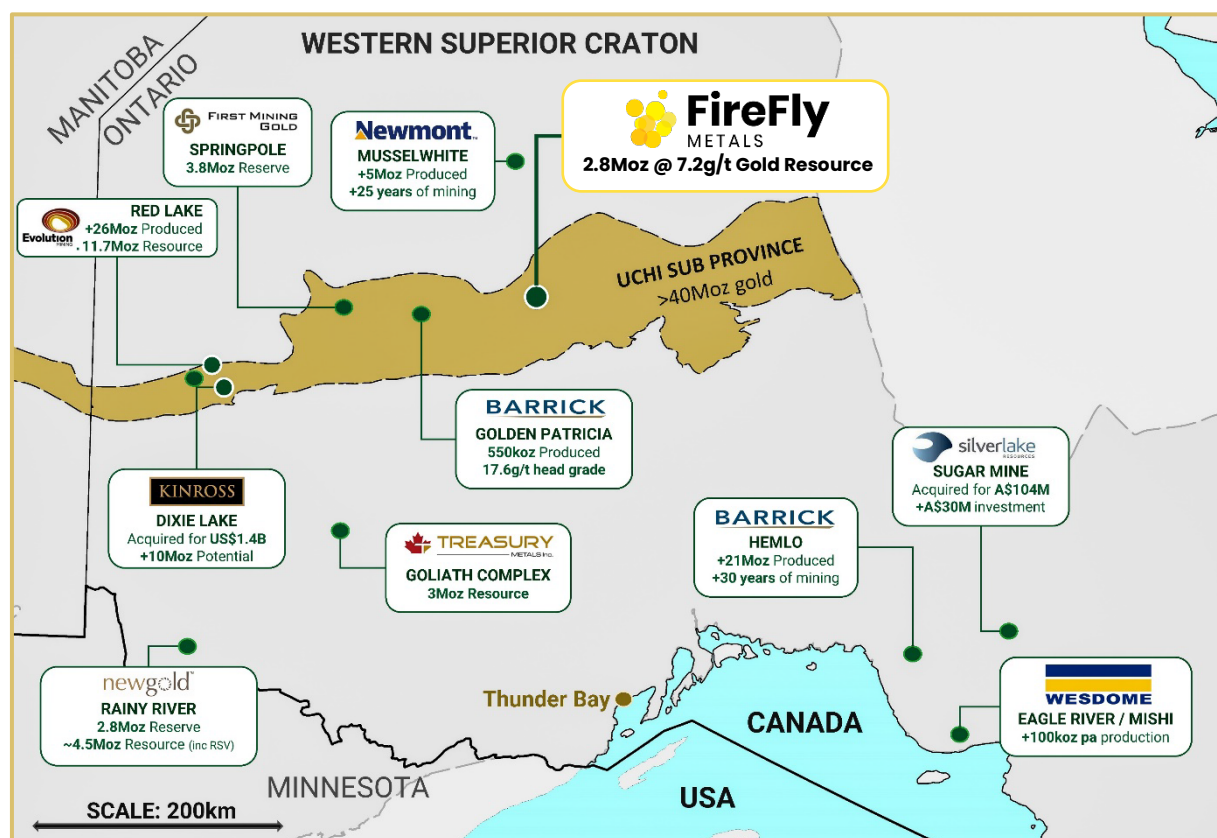 WESTERN SUPERIOR CRATON
MANITOBA
ONTARIO
FIRST MINING
GOLD
SPRINGPOLE
3.8Moz Reserve
Newmont™
MUSSELWHITE
+5Moz Produced
+25 years of mining
FireFly
METALS
2.8Moz @ 7.2g/t Gold Resource
Evolution
MINING
RED LAKE
+26Moz Produced
11.7Moz Resource
UCHI SUB PROVINCE
>40Moz gold
BARRICK
GOLDEN PATRICIA
550koz Produced
17.6g/t head grade
silverlake
RESOURCES
SUGAR MINE
Acquired for A$104M
+A$30M investment
KINROSS
DIXIE LAKE
Acquired for US$1.4B
+10Moz Potential
TREASURY
METALS Inc.
GOLIATH COMPLEX
3Moz Resource
BARRICK
HEMLO
+21Moz Produced
+30 years of mining
newgold™
RAINY RIVER
2.8Moz Reserve
~4.5Moz Resource (inc RSV)
Thunder Bay
CANADA
WESDOME
EAGLE RIVER / MISHI
+100koz pa production
MINNESOTA
USA
SCALE: 200km